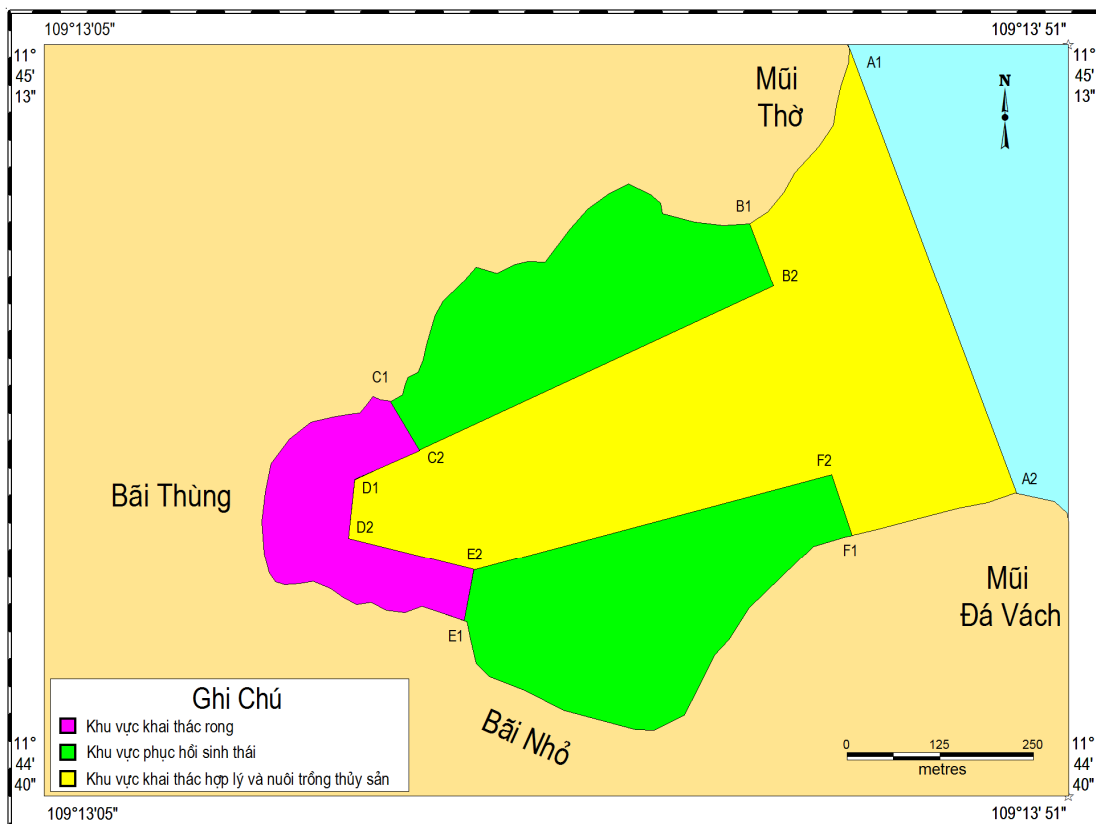 109°13'05"
109°13' 51"
11°
45'
13"
11°
45'
13"
A1
N
Mũi
Thờ
B1
B2
C1
C2
F2
A2
D1
Bãi Thùng
D2
E2
F1
Mũi
Đá Vách
E1
Bãi Nhỏ
Ghi Chú
Khu vực khai thác rong
Khu vực phục hồi sinh thái
Khu vực khai thác hợp lý và nuôi trồng thủy sản
0 125 250
metres
11°
44'
40"
11°
44'
40"
109°13'05"
109°13' 51"